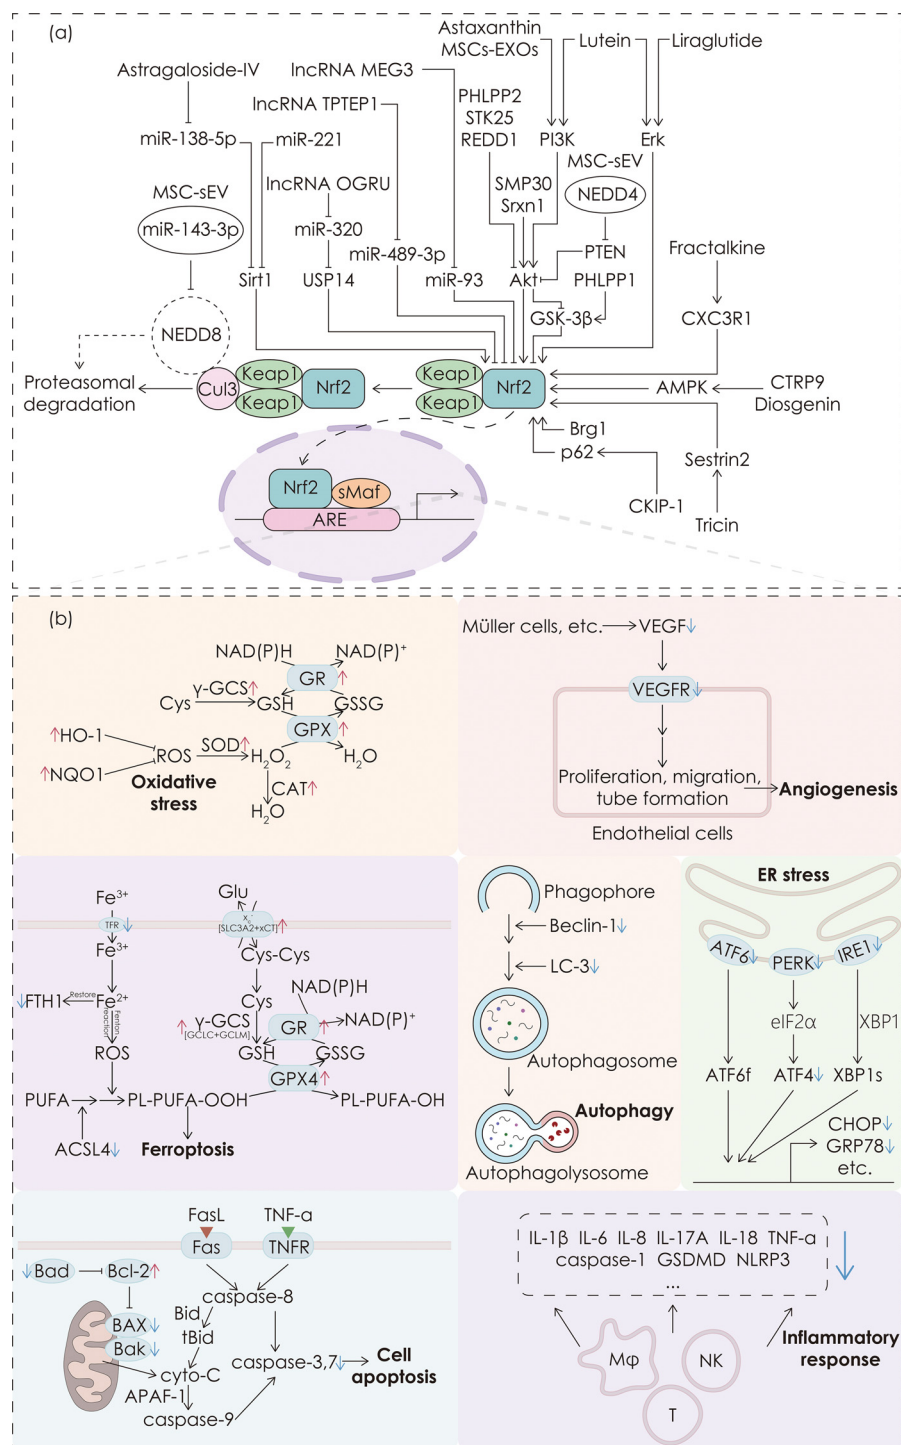 (a)
Astaxanthin
MSCs-EXOs
Lutein
Liraglutide
Astragaloside-IV
lncRNA MEG3
lncRNA TPTEP1
PHLPP2
STK25
REDD1
PI3K
Erk
miR-138-5p
miR-221
MSC-sEV
NEDD4
MSC-sEV
miR-143-3p
lncRNA OGRU
miR-320
SMP30
Srxn1
miR-489-3p
PTEN
Fractalkine
Sirt1
USP14
miR-93
Akt
PHLPP1
GSK-3β
CXC3R1
NEDD8
Proteasomal
degradation
Cul3
Keap1
Keap1
Nrf2
Keap1
Keap1
Nrf2
AMPK
CTRP9
Diosgenin
Brg1
p62
Sestrin2
CKIP-1
Tricin
Nrf2
sMaf
ARE
(b)
NAD(P)H
NAD(P)+
GR↑
γ-GCS↑
Cys
GSH
GSSG
GPX↑
↑HO-1
↑NQO1
ROS
SOD↑
H2O2
H2O
CAT↑
H2O
Oxidative
stress
Müller cells, etc.
VEGF↓
VEGFR↓
Proliferation, migration,
tube formation
Angiogenesis
Endothelial cells
Fe3+
TFR↓
Fe3+
↓FTH1
Restore
Fe2+
Fenton
reaction
ROS
PUFA
PL-PUFA-OOH
PL-PUFA-OH
ACSL4↓
Ferroptosis
Glu
xc-
[SLC3A2+xCT]↑
Cys-Cys
Cys
NAD(P)H
NAD(P)+
↑γ-GCS
[GCLC+GCLM]
GR↑
GSH
GSSG
GPX4↑
Phagophore
Beclin-1↓
LC-3↓
Autophagosome
Autophagy
Autophagolysosome
ER stress
ATF6↓
PERK↓
IRE1↓
eIF2α
XBP1
ATF6f
ATF4↓
XBP1s
CHOP↓
GRP78↓
etc.
FasL
TNF-α
Fas
TNFR
↓Bad
Bcl-2↑
BAX↓
Bak↓
caspase-8
Bid
tBid
cyto-C
APAF-1
caspase-9
caspase-3,7↓
Cell
apoptosis
IL-1β IL-6 IL-8 IL-17A IL-18 TNF-α
caspase-1 GSDMD NLRP3
...
Mφ
NK
T
Inflammatory
response